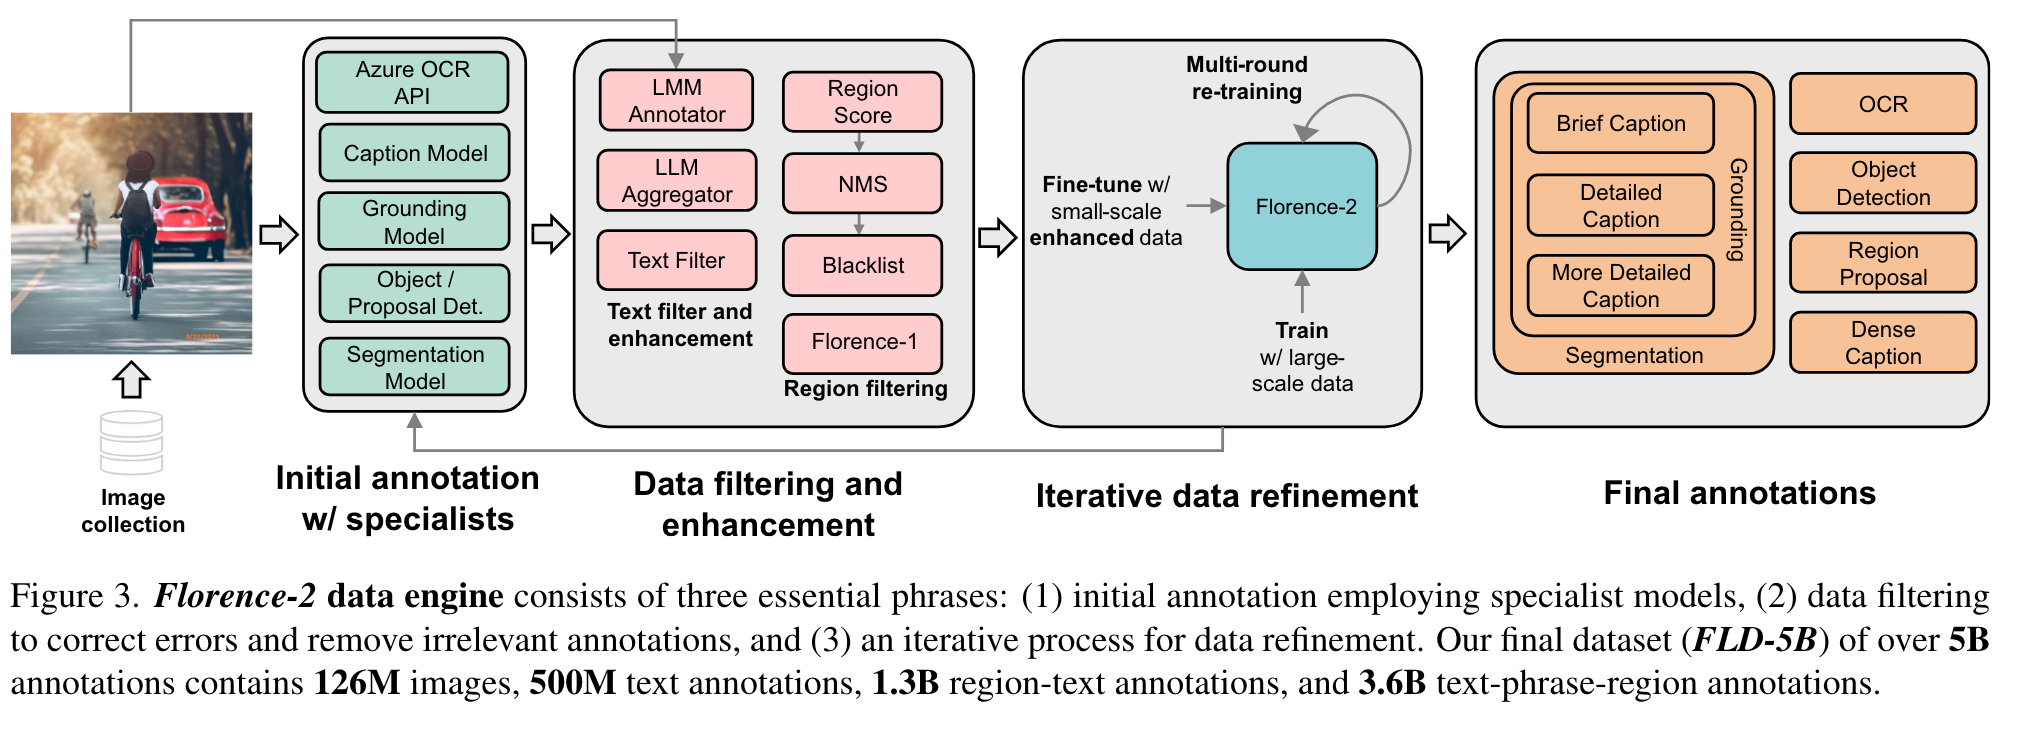 Image
collection
Azure OCR
API
Caption Model
Grounding
Model
Object /
Proposal Det.
Segmentation
Model
Initial annotation
w/ specialists
LMM
Annotator
LLM
Aggregator
Text Filter
Text filter and
enhancement
Region
Score
NMS
Blacklist
Florence-1
Region filtering
Data filtering and
enhancement
Multi-round
re-training
Fine-tune w/
small-scale
enhanced data
Florence-2
Train
w/ large-
scale data
Iterative data refinement
Brief Caption
Detailed
Caption
More Detailed
Caption
Grounding
Segmentation
OCR
Object
Detection
Region
Proposal
Dense
Caption
Final annotations
Figure 3. Florence-2 data engine consists of three essential phrases: (1) initial annotation employing specialist models, (2) data filtering
to correct errors and remove irrelevant annotations, and (3) an iterative process for data refinement. Our final dataset (FLD-5B) of over 5B
annotations contains 126M images, 500M text annotations, 1.3B region-text annotations, and 3.6B text-phrase-region annotations.